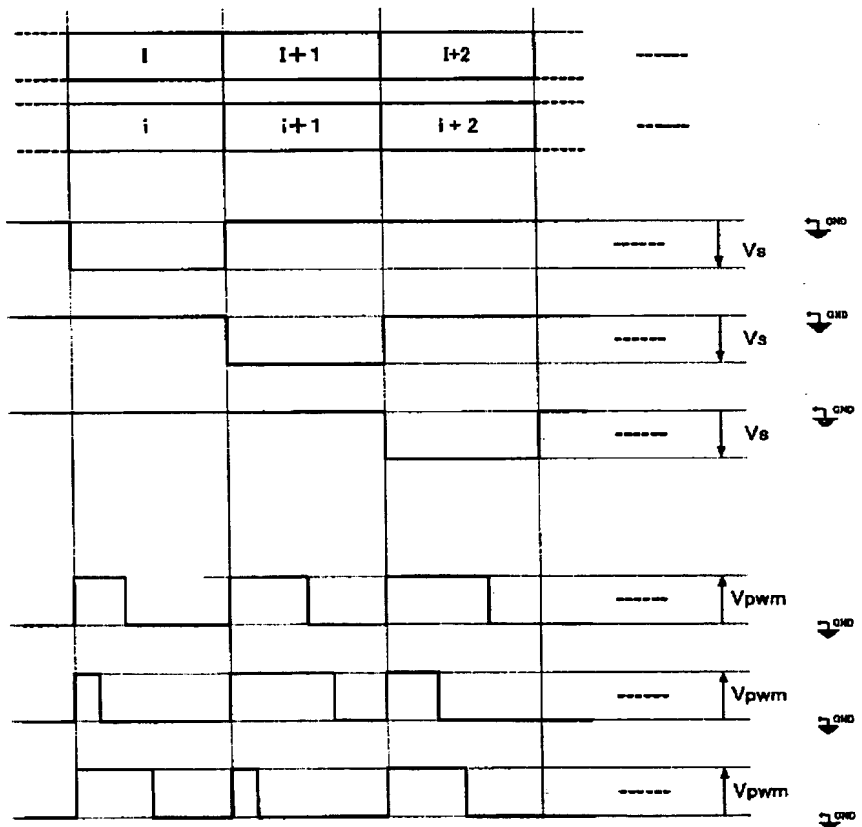 I I+1 I+2
i i+1 i+2
GND
Vs
GND
Vs
GND
Vs
Vpwm
GND
Vpwm
GND
Vpwm
GND